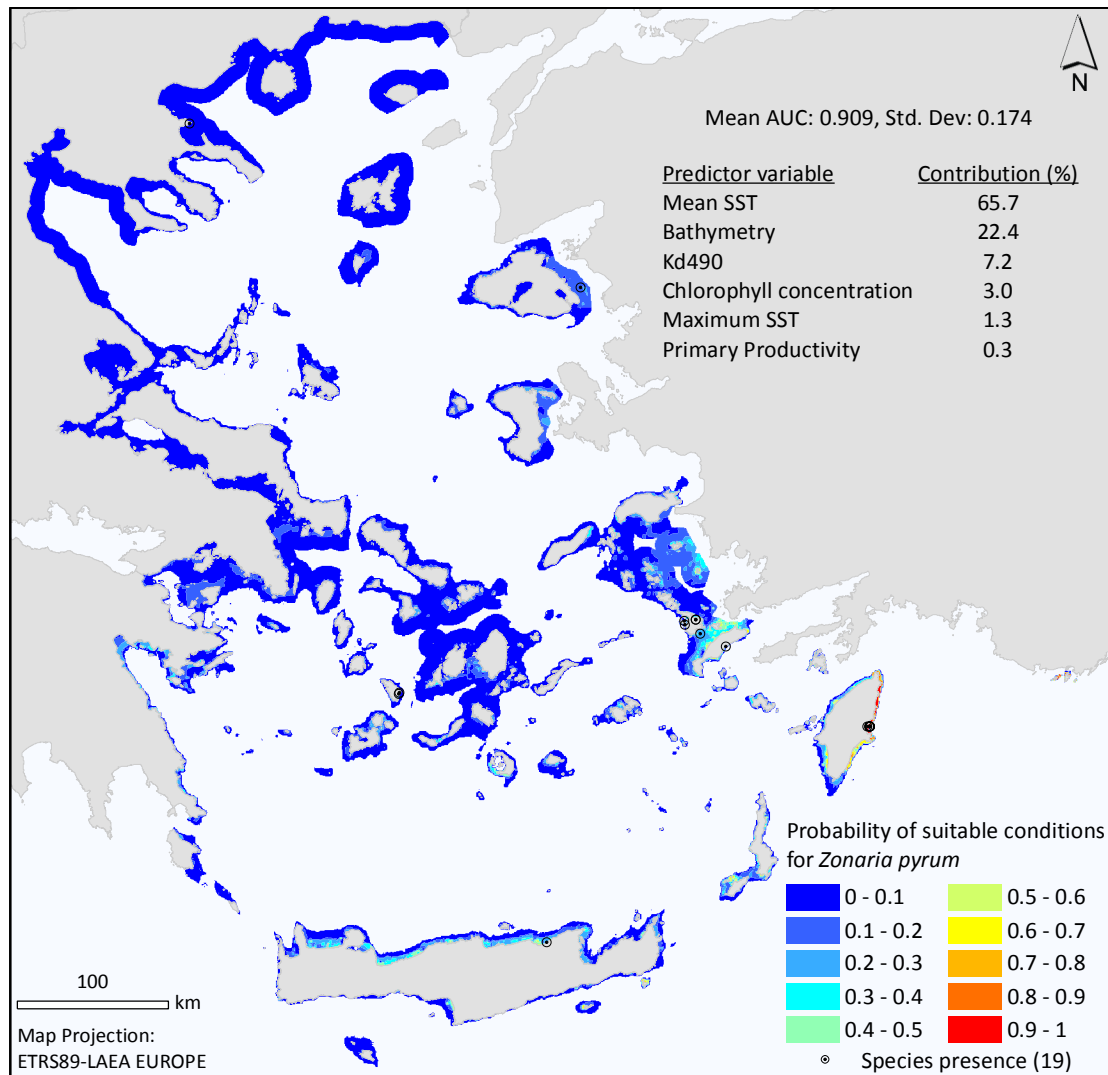 N
Mean AUC: 0.909, Std. Dev: 0.174
Predictor variable Contribution (%)
Mean SST 65.7
Bathymetry 22.4
Kd490 7.2
Chlorophyll concentration 3.0
Maximum SST 1.3
Primary Productivity 0.3
Probability of suitable conditions
for Zonaria pyrum
0 - 0.1 0.5 - 0.6
0.1 - 0.2 0.6 - 0.7
0.2 - 0.3 0.7 - 0.8
0.3 - 0.4 0.8 - 0.9
0.4 - 0.5 0.9 - 1
Species presence (19)
100
km
Map Projection:
ETRS89-LAEA EUROPE